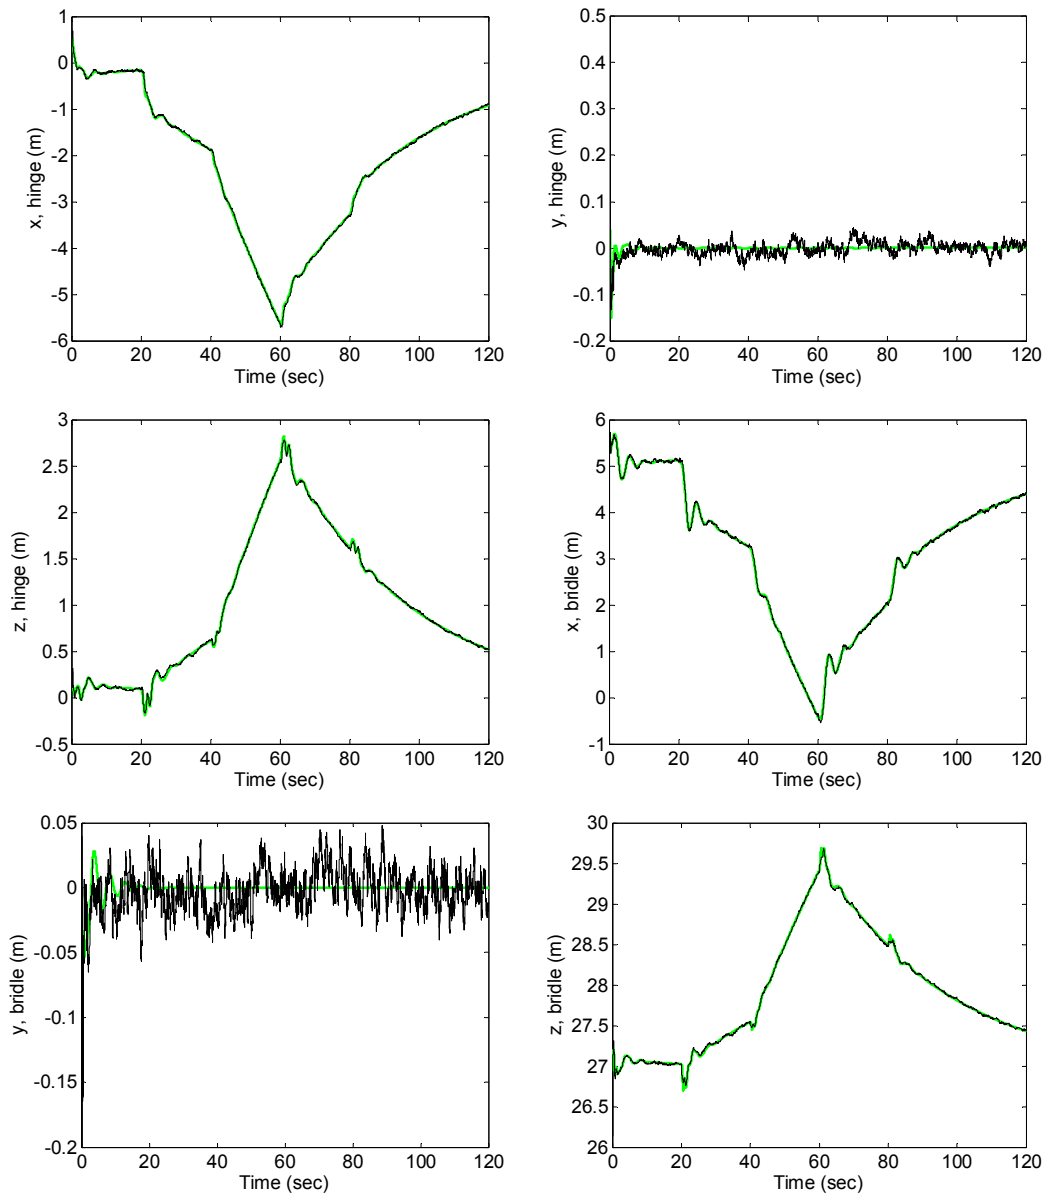 1
0
-1
-2
-3
-4
-5
-6
x, hinge (m)
0 20 40 60 80 100 120
Time (sec)
0.5
0.4
0.3
0.2
0.1
0
-0.1
-0.2
y, hinge (m)
0 20 40 60 80 100 120
Time (sec)
3
2.5
2
1.5
1
0.5
0
-0.5
z, hinge (m)
0 20 40 60 80 100 120
Time (sec)
6
5
4
3
2
1
0
-1
x, bridle (m)
0 20 40 60 80 100 120
Time (sec)
0.05
0
-0.05
-0.1
-0.15
-0.2
y, bridle (m)
0 20 40 60 80 100 120
Time (sec)
30
29.5
29
28.5
28
27.5
27
26.5
26
z, bridle (m)
0 20 40 60 80 100 120
Time (sec)